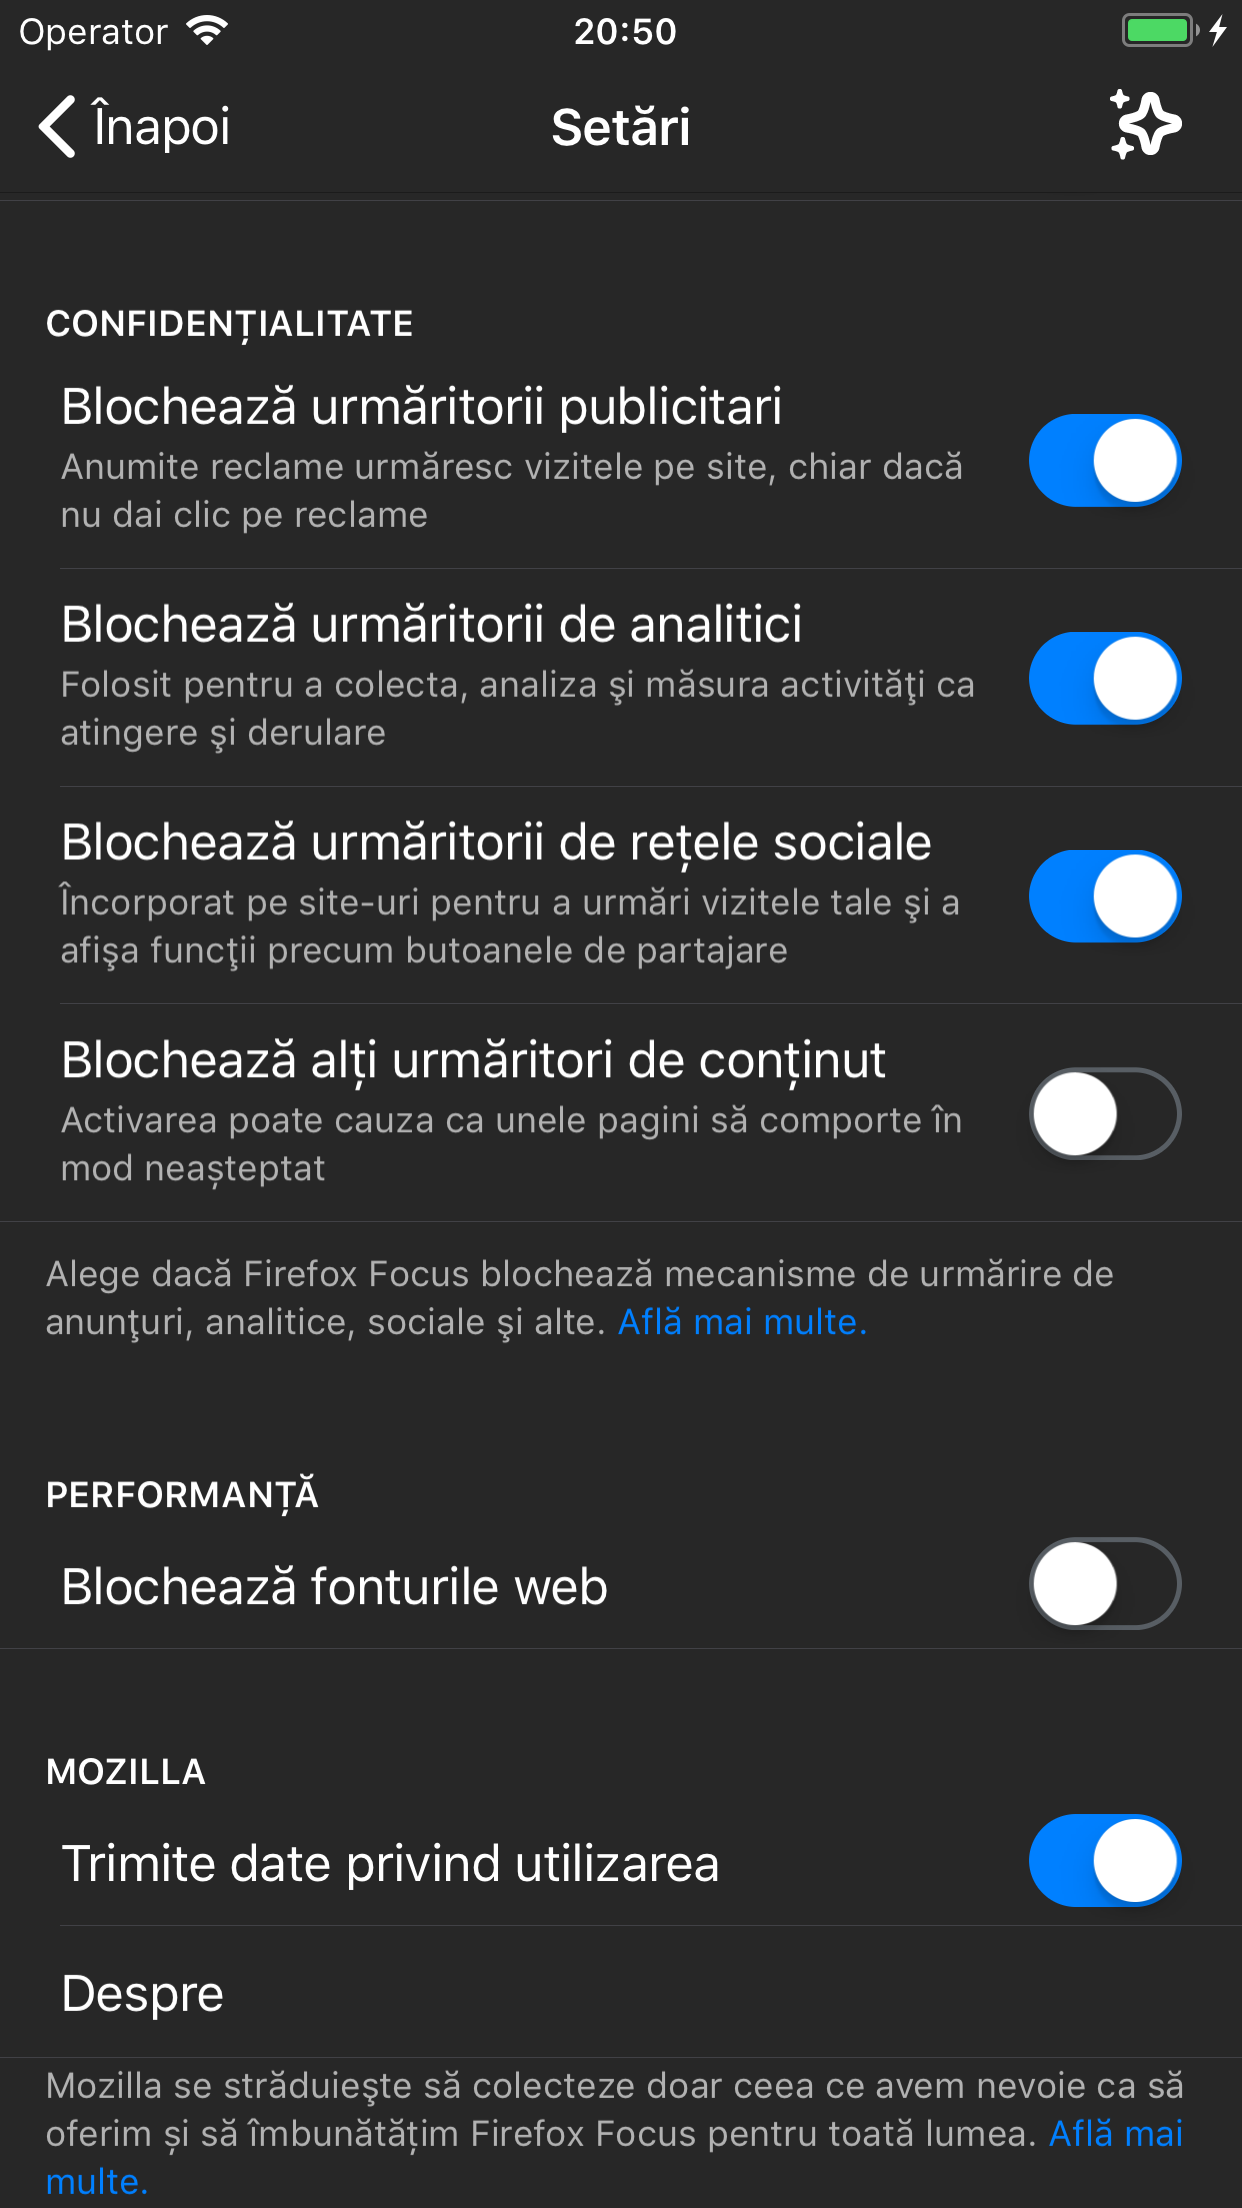 Operator
20:50
Înapoi
Setări
CONFIDENȚIALITATE
Blochează urmăritorii publicitari
Anumite reclame urmăresc vizitele pe site, chiar dacă
nu dai clic pe reclame
Blochează urmăritorii de analitici
Folosit pentru a colecta, analiza şi măsura activităţi ca
atingere şi derulare
Blochează urmăritorii de rețele sociale
Încorporat pe site-uri pentru a urmări vizitele tale şi a
afişa funcţii precum butoanele de partajare
Blochează alți urmăritori de conținut
Activarea poate cauza ca unele pagini să comporte în
mod neașteptat
Alege dacă Firefox Focus blochează mecanisme de urmărire de
anunţuri, analitice, sociale şi alte. Află mai multe.
PERFORMANȚĂ
Blochează fonturile web
MOZILLA
Trimite date privind utilizarea
Despre
Mozilla se străduieşte să colecteze doar ceea ce avem nevoie ca să
oferim și să îmbunătățim Firefox Focus pentru toată lumea. Află mai
multe.